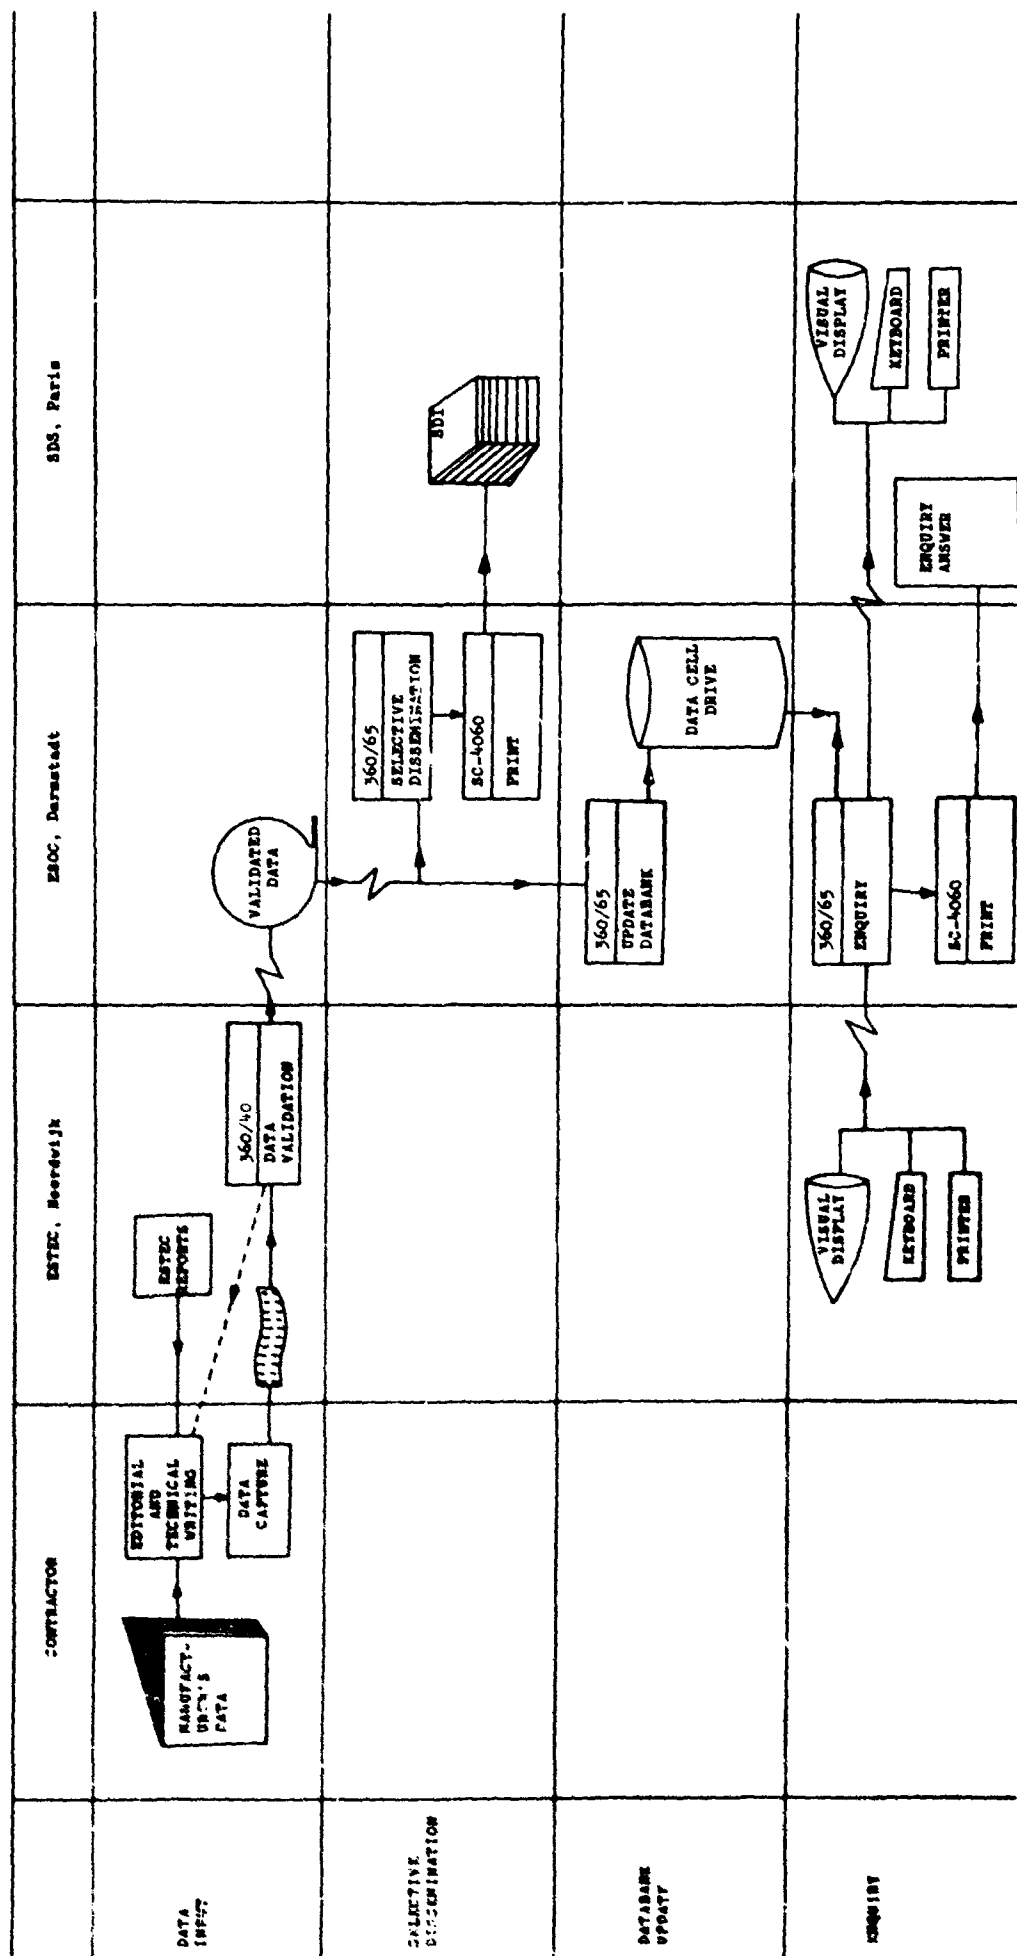 CONTRACTOR
ESTEC, Noordwijk
ESOC, Darmstadt
SDS, Paris
DATA
INPUT
MANUFACT-
URER'S
DATA
EDITORIAL
AND
TECHNICAL
WRITING
DATA
CAPTURE
ESTEC
REPORTS
360/40
DATA
VALIDATION
VALIDATED
DATA
SELECTIVE
DISSEMINATION
360/65
SELECTIVE
DISSEMINATION
SC-4060
PRINT
SDI
DATABANK
UPDATE
360/65
UPDATE
DATABANK
DATA CELL
DRIVE
ENQUIRY
VISUAL
DISPLAY
KEYBOARD
PRINTER
360/65
ENQUIRY
SC-4060
PRINT
ENQUIRY
ANSWER
VISUAL
DISPLAY
KEYBOARD
PRINTER